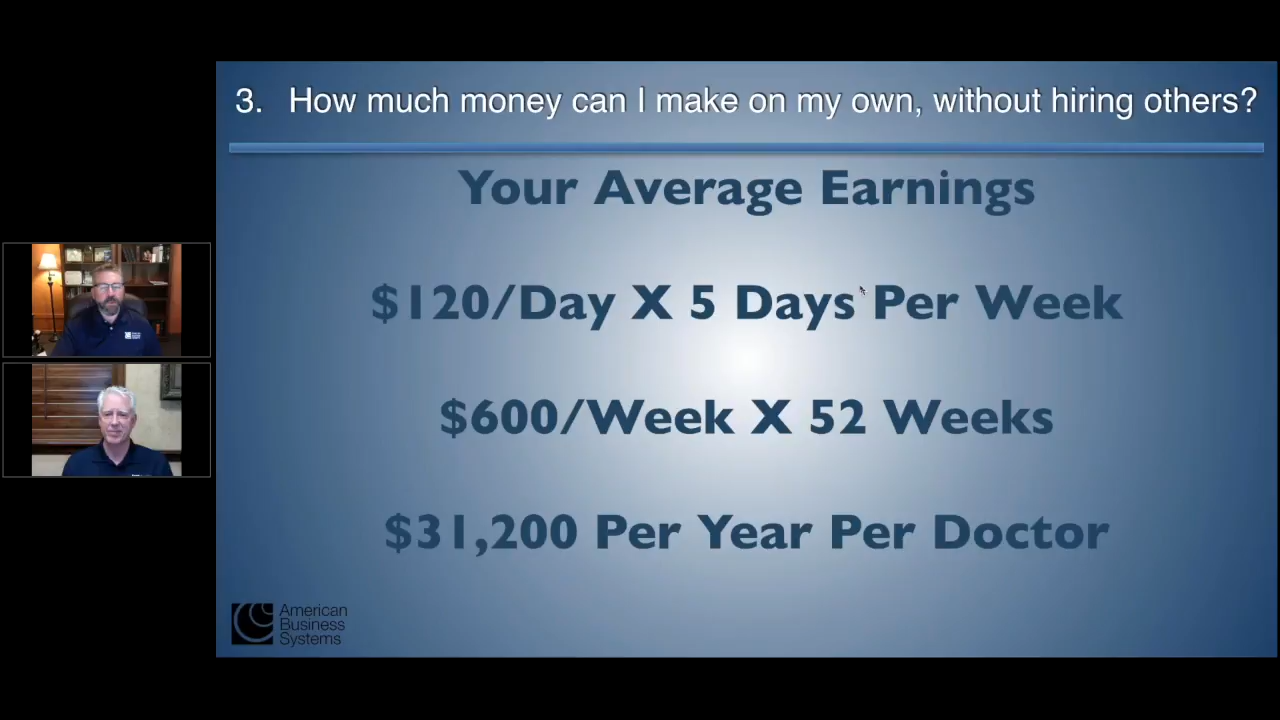 3. How much money can I make on my own, without hiring others?
Your Average Earnings
$120/Day X 5 Days Per Week
$600/Week X 52 Weeks
$31,200 Per Year Per Doctor
American
Business
Systems